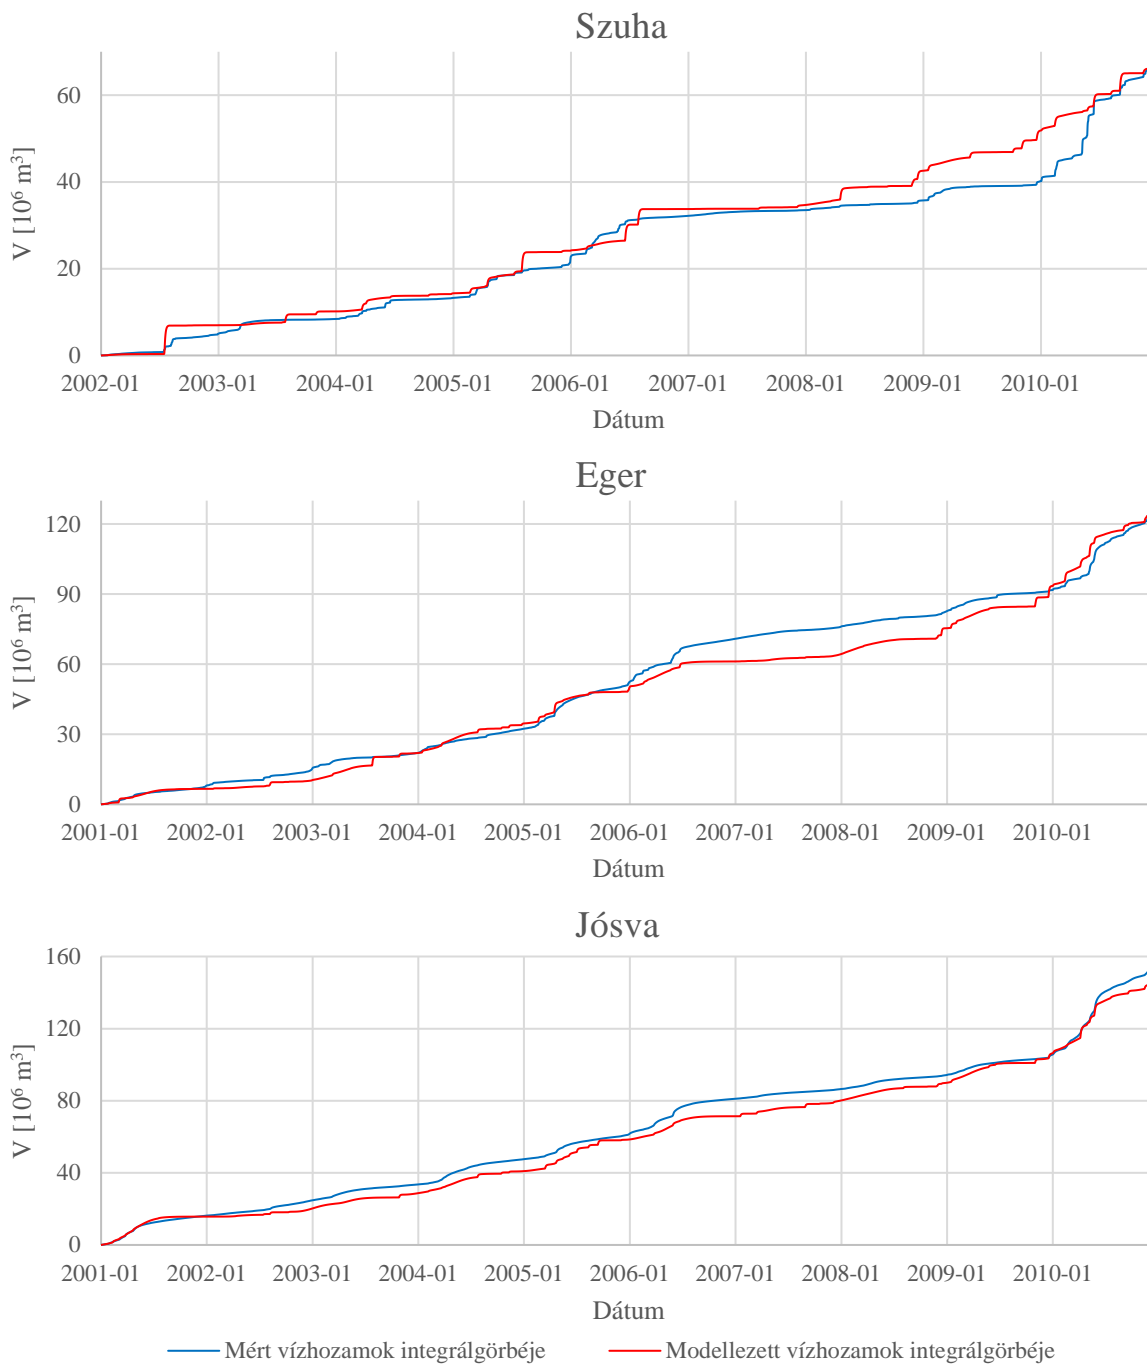 Szuha
V [10⁶ m³]
60
40
20
0
2002-01 2003-01 2004-01 2005-01 2006-01 2007-01 2008-01 2009-01 2010-01
Dátum
Eger
V [10⁶ m³]
120
90
60
30
0
2001-01 2002-01 2003-01 2004-01 2005-01 2006-01 2007-01 2008-01 2009-01 2010-01
Dátum
Jósva
V [10⁶ m³]
160
120
80
40
0
2001-01 2002-01 2003-01 2004-01 2005-01 2006-01 2007-01 2008-01 2009-01 2010-01
Dátum
Mért vízhozamok integrálgörbéje Modellezett vízhozamok integrálgörbéje